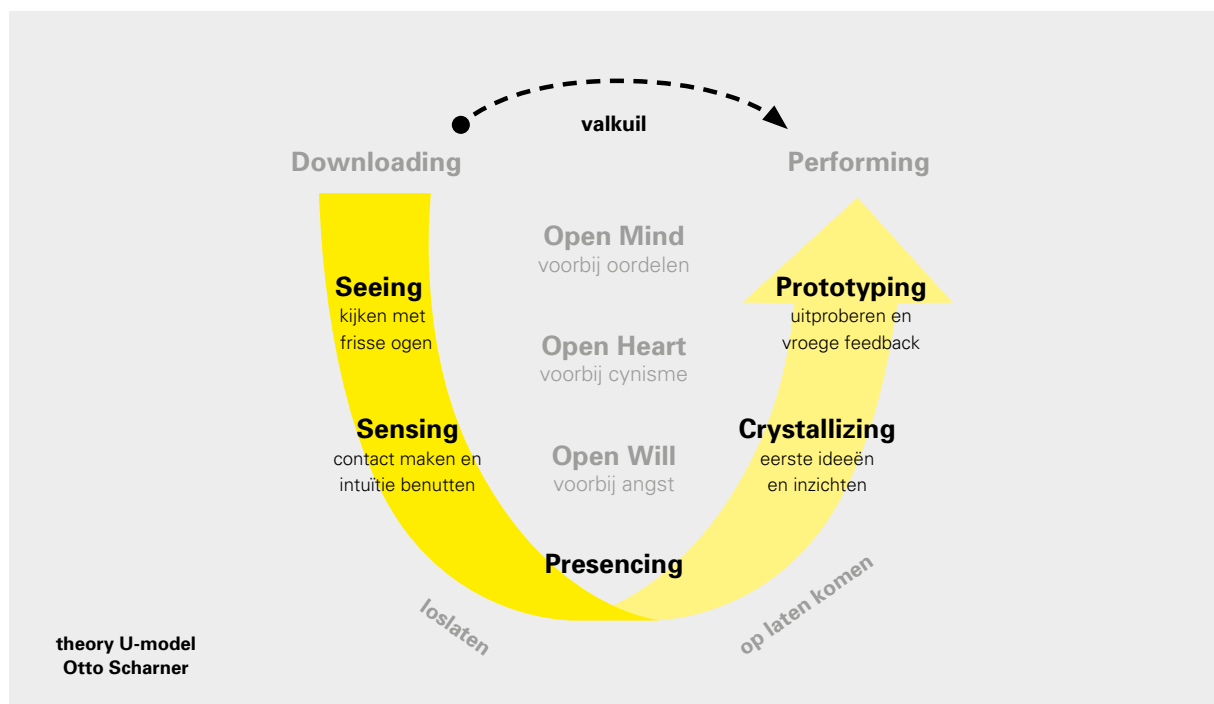 valkuil
Downloading
Performing
Open Mind
voorbij oordelen
Seeing
kijken met
frisse ogen
Prototyping
uitproberen en
vroege feedback
Open Heart
voorbij cynisme
Sensing
contact maken en
intuïtie benutten
Crystallizing
eerste ideeën
en inzichten
Open Will
voorbij angst
Presencing
loslaten
op laten komen
theory U-model
Otto Scharner